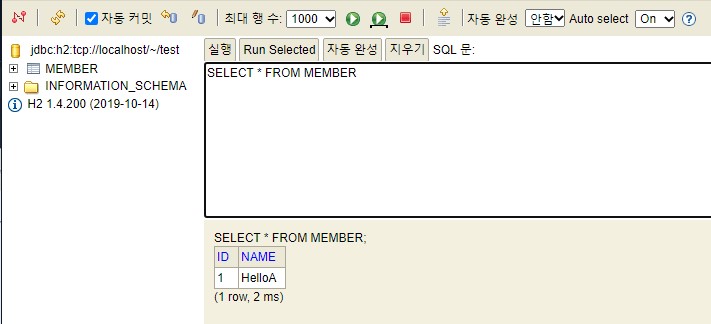 자동 커밋 최대 행 수: 1000 자동 완성 안함 Auto select On
jdbc:h2:tcp://localhost/~/test
MEMBER
INFORMATION_SCHEMA
H2 1.4.200 (2019-10-14)
실행 Run Selected 자동 완성 지우기 SQL 문:
SELECT * FROM MEMBER
SELECT * FROM MEMBER;
ID NAME
1 HelloA
(1 row, 2 ms)